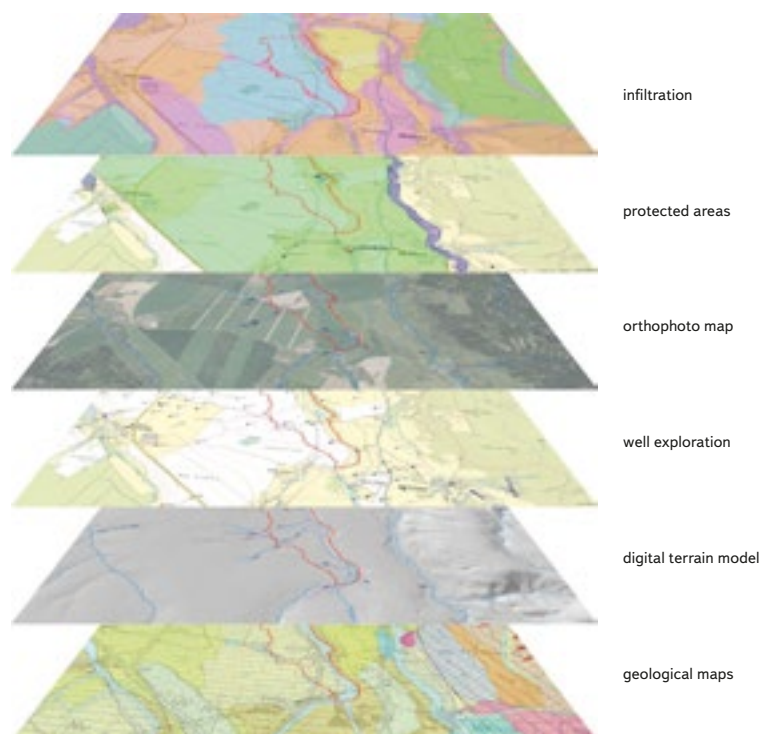 infiltration
protected areas
orthophoto map
well exploration
digital terrain model
geological maps